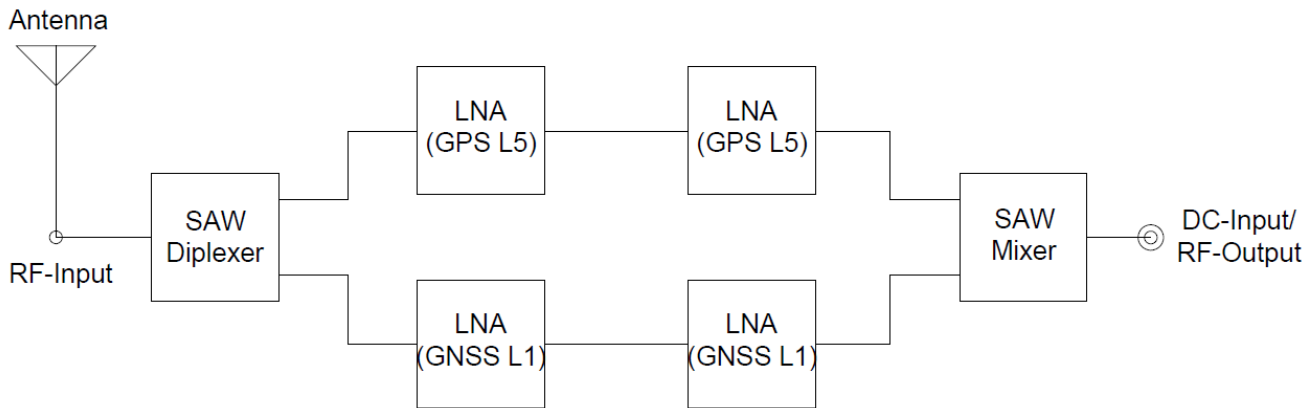 Antenna
RF-Input
SAW
Diplexer
LNA
(GPS L5)
LNA
(GPS L5)
LNA
(GNSS L1)
LNA
(GNSS L1)
SAW
Mixer
DC-Input/
RF-Output